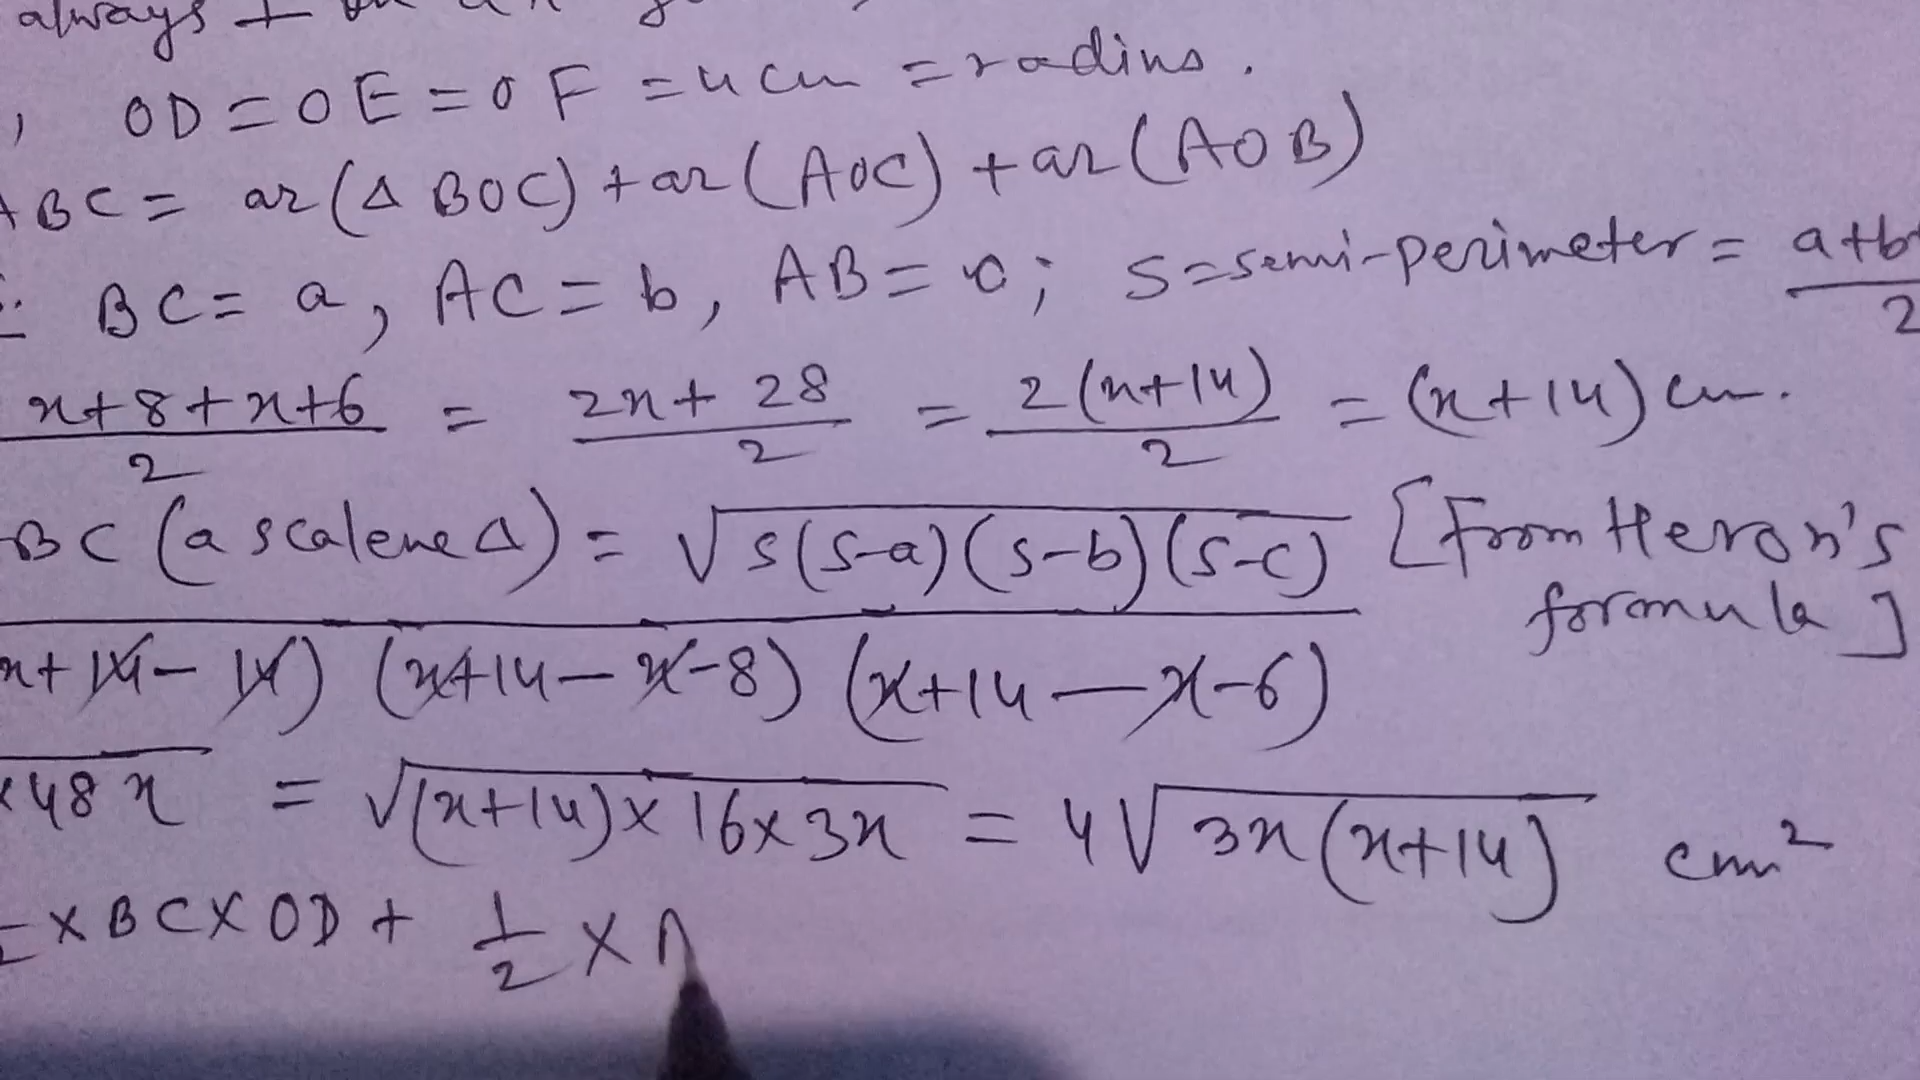 always ⊥
, OD = OE = OF = 4 cm = radius.
ABC = ar(Δ BOC) + ar(AOC) + ar(AOB)
: BC = a, AC = b, AB = c; S = semi-perimeter = a+b+/2
x+8+x+6/2 = 2x+28/2 = 2(x+14)/2 = (x+14) cm.
BC (a scalene Δ) = √s(s-a)(s-b)(s-c) [From Heron's formula]
x+14-14) (x+14-x-8) (x+14-x-6)
×48x = √(x+14)×16×3x = 4√3x(x+14) cm²
×BC×OD + 1/2 ×